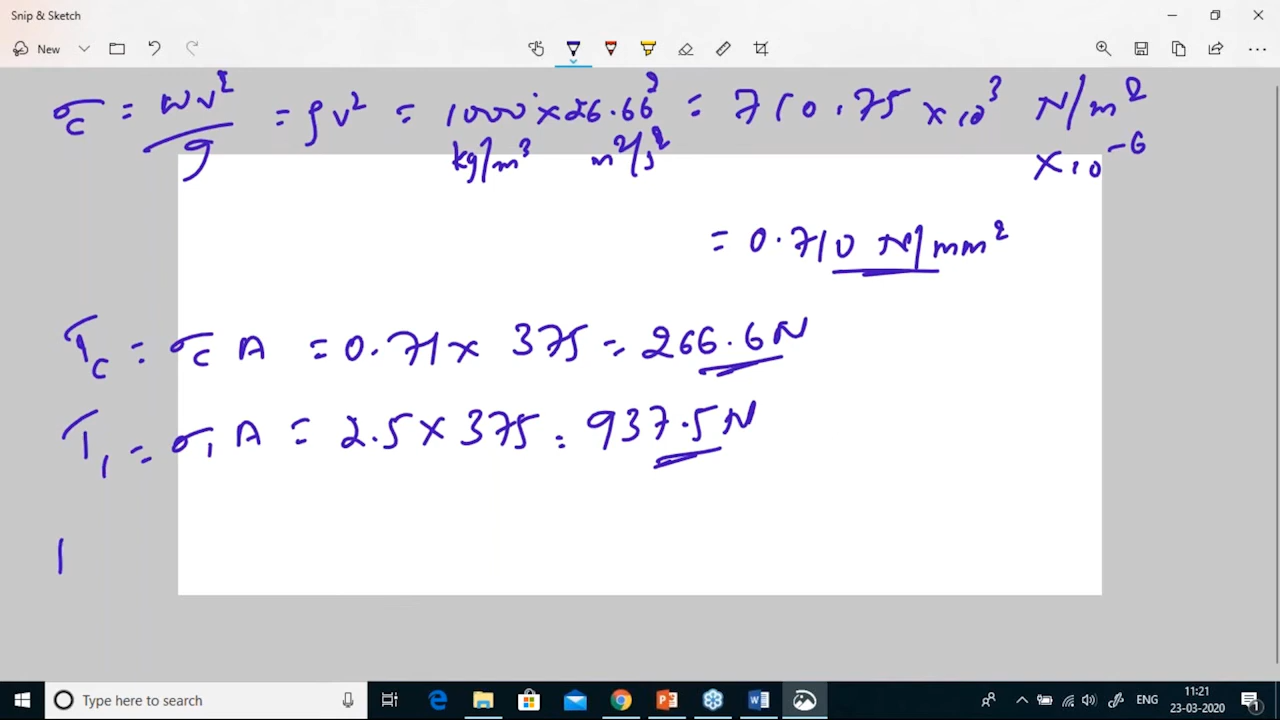 Snip & Sketch
New
σc = wv²/g = ρv² = 1000 × 26.66² = 710.75 × 10³ N/m²
kg/m³ m²/s² × 10⁻⁶
= 0.710 N/mm²
Tc = σc A = 0.71 × 375 = 266.6 N
T1 = σ1 A = 2.5 × 375 = 937.5 N
Type here to search
ENG
11:21
23-03-2020
1